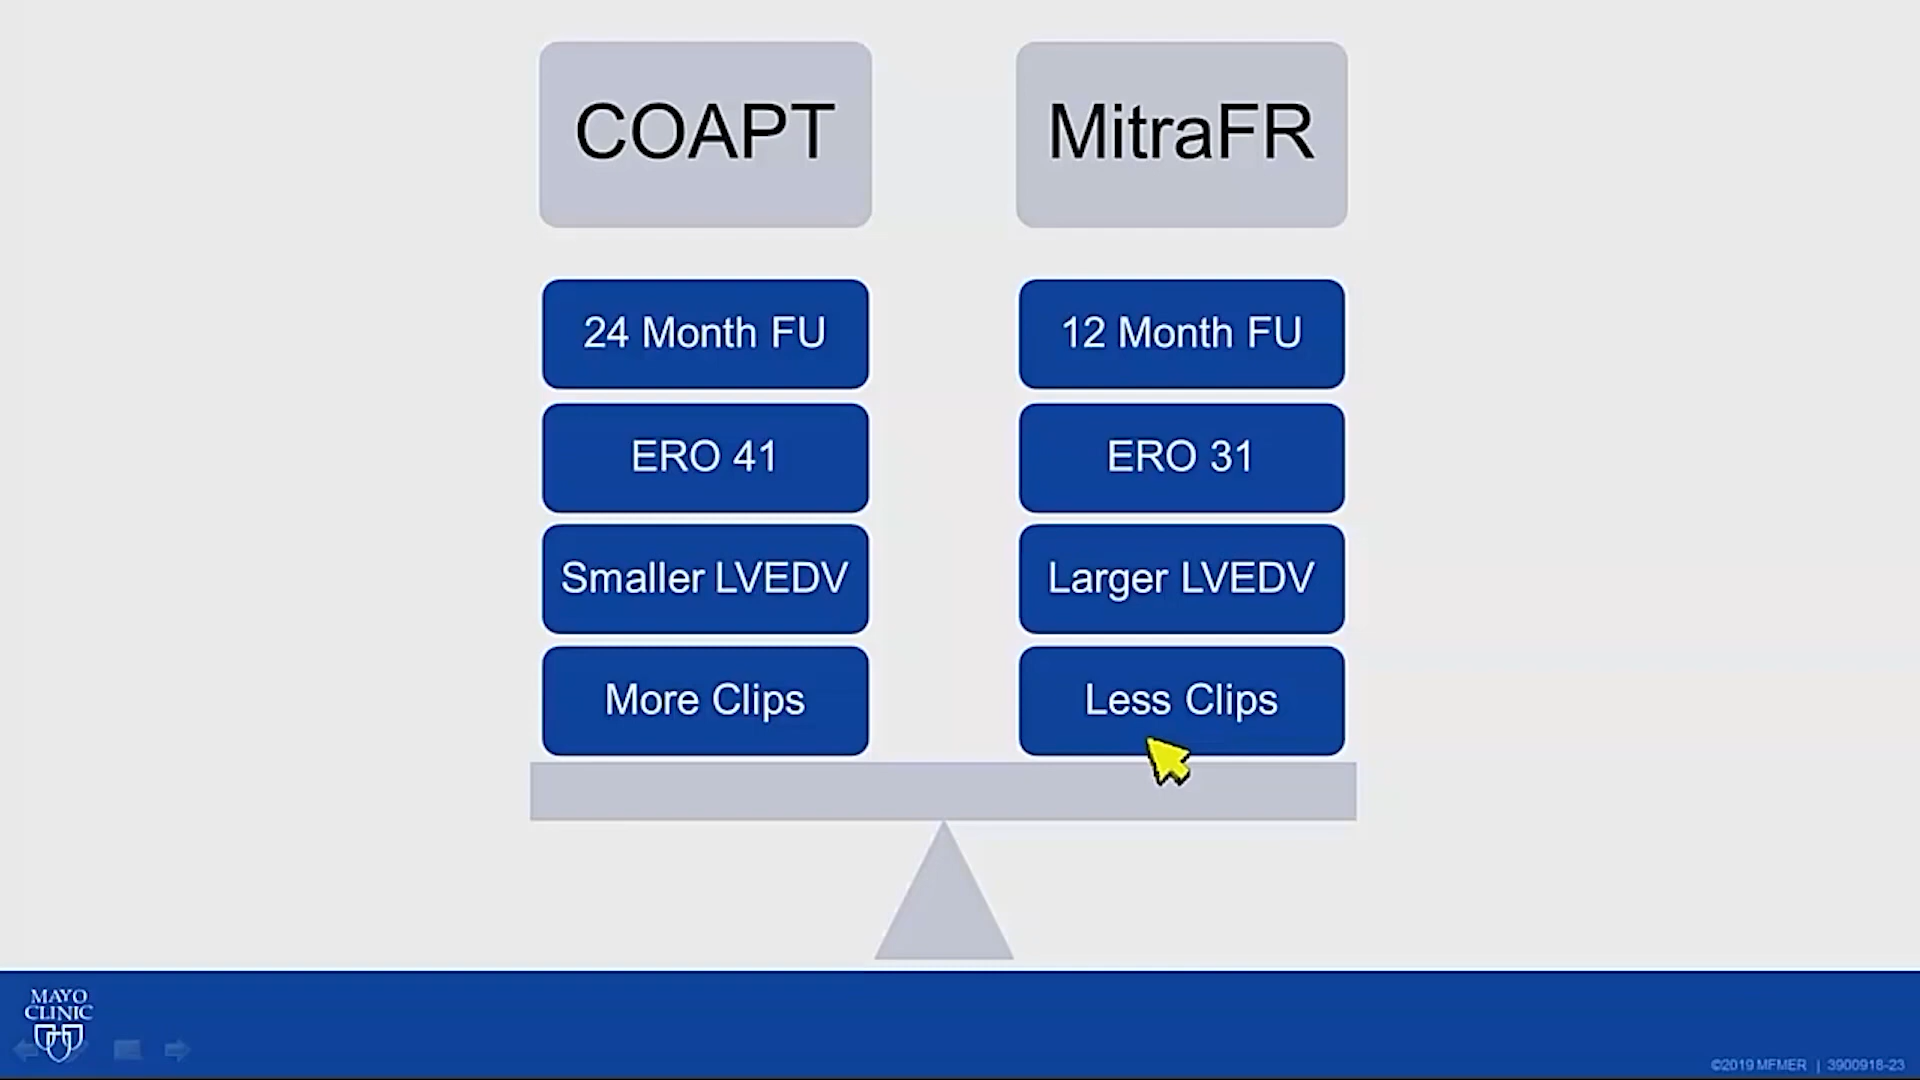 COAPT
MitraFR
24 Month FU
12 Month FU
ERO 41
ERO 31
Smaller LVEDV
Larger LVEDV
More Clips
Less Clips
MAYO
CLINIC
©2019 MFMER | 3900918-23